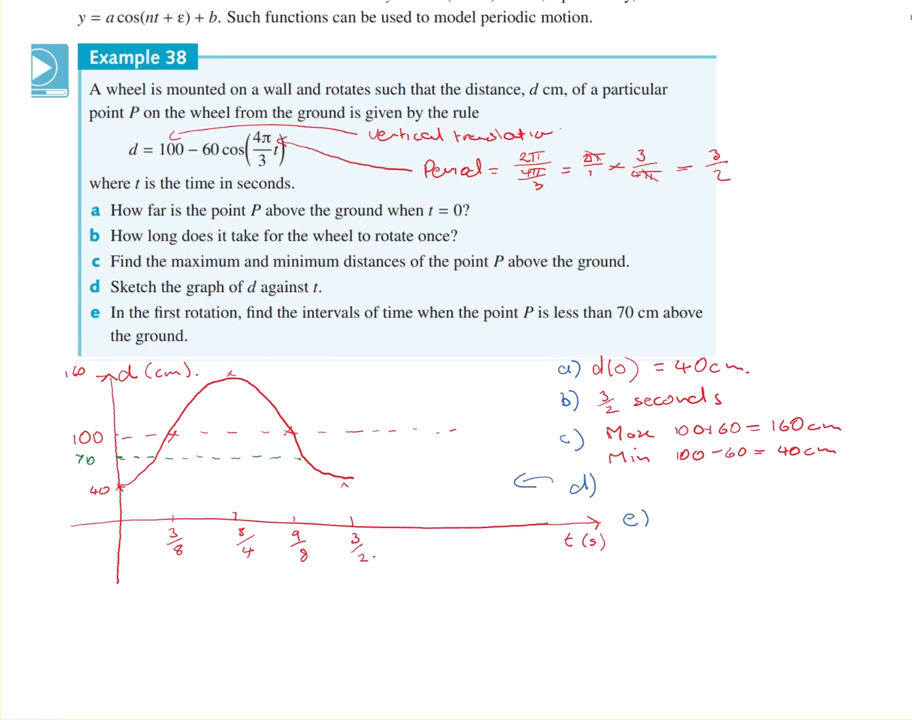 y = a cos(nt + ε) + b. Such functions can be used to model periodic motion.
Example 38
A wheel is mounted on a wall and rotates such that the distance, d cm, of a particular
point P on the wheel from the ground is given by the rule
vertical translation
d = 100 − 60 cos(4π/3 t)
Period = 2π/(4π/3) = 2π/1 × 3/4π = 3/2
where t is the time in seconds.
a How far is the point P above the ground when t = 0?
b How long does it take for the wheel to rotate once?
c Find the maximum and minimum distances of the point P above the ground.
d Sketch the graph of d against t.
e In the first rotation, find the intervals of time when the point P is less than 70 cm above
the ground.
160 d (cm).
a) d(0) = 40cm.
b) 3/2 seconds
c) Max 100+60 = 160cm
Min 100-60 = 40cm
100
70
40
d)
e)
3/8 3/4 9/8 3/2.
t (s)